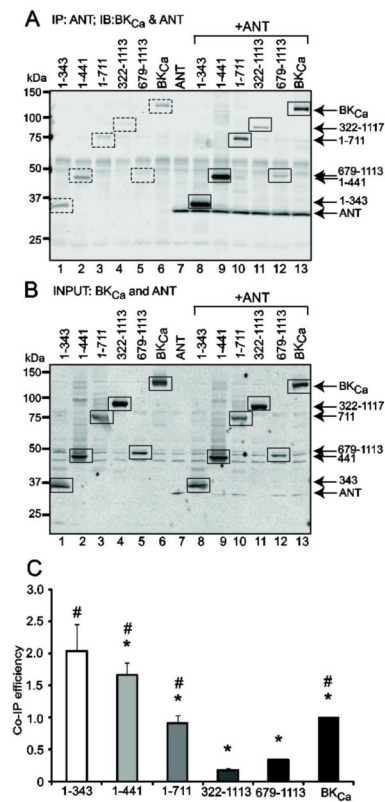 A IP: ANT; IB:BKCa & ANT
+ANT
1-343 1-441 1-711 322-1113 679-1113 BKCa ANT 1-343 1-441 1-711 322-1113 679-1113 BKCa
kDa
150
100
75
50
37
25
BKCa
322-1117
1-711
679-1113
1-441
1-343
ANT
1 2 3 4 5 6 7 8 9 10 11 12 13
B INPUT: BKCa and ANT
+ANT
1-343 1-441 1-711 322-1113 679-1113 BKCa ANT 1-343 1-441 1-711 322-1113 679-1113 BKCa
kDa
150
100
75
50
37
25
BKCa
322-1117
711
679-1113
441
343
ANT
1 2 3 4 5 6 7 8 9 10 11 12 13
C
Co-IP efficiency
3.0
2.5
2.0
1.5
1.0
0.5
0
#
# *
# *
*
*
# *
1-343 1-441 1-711 322-1113 679-1113 BKCa